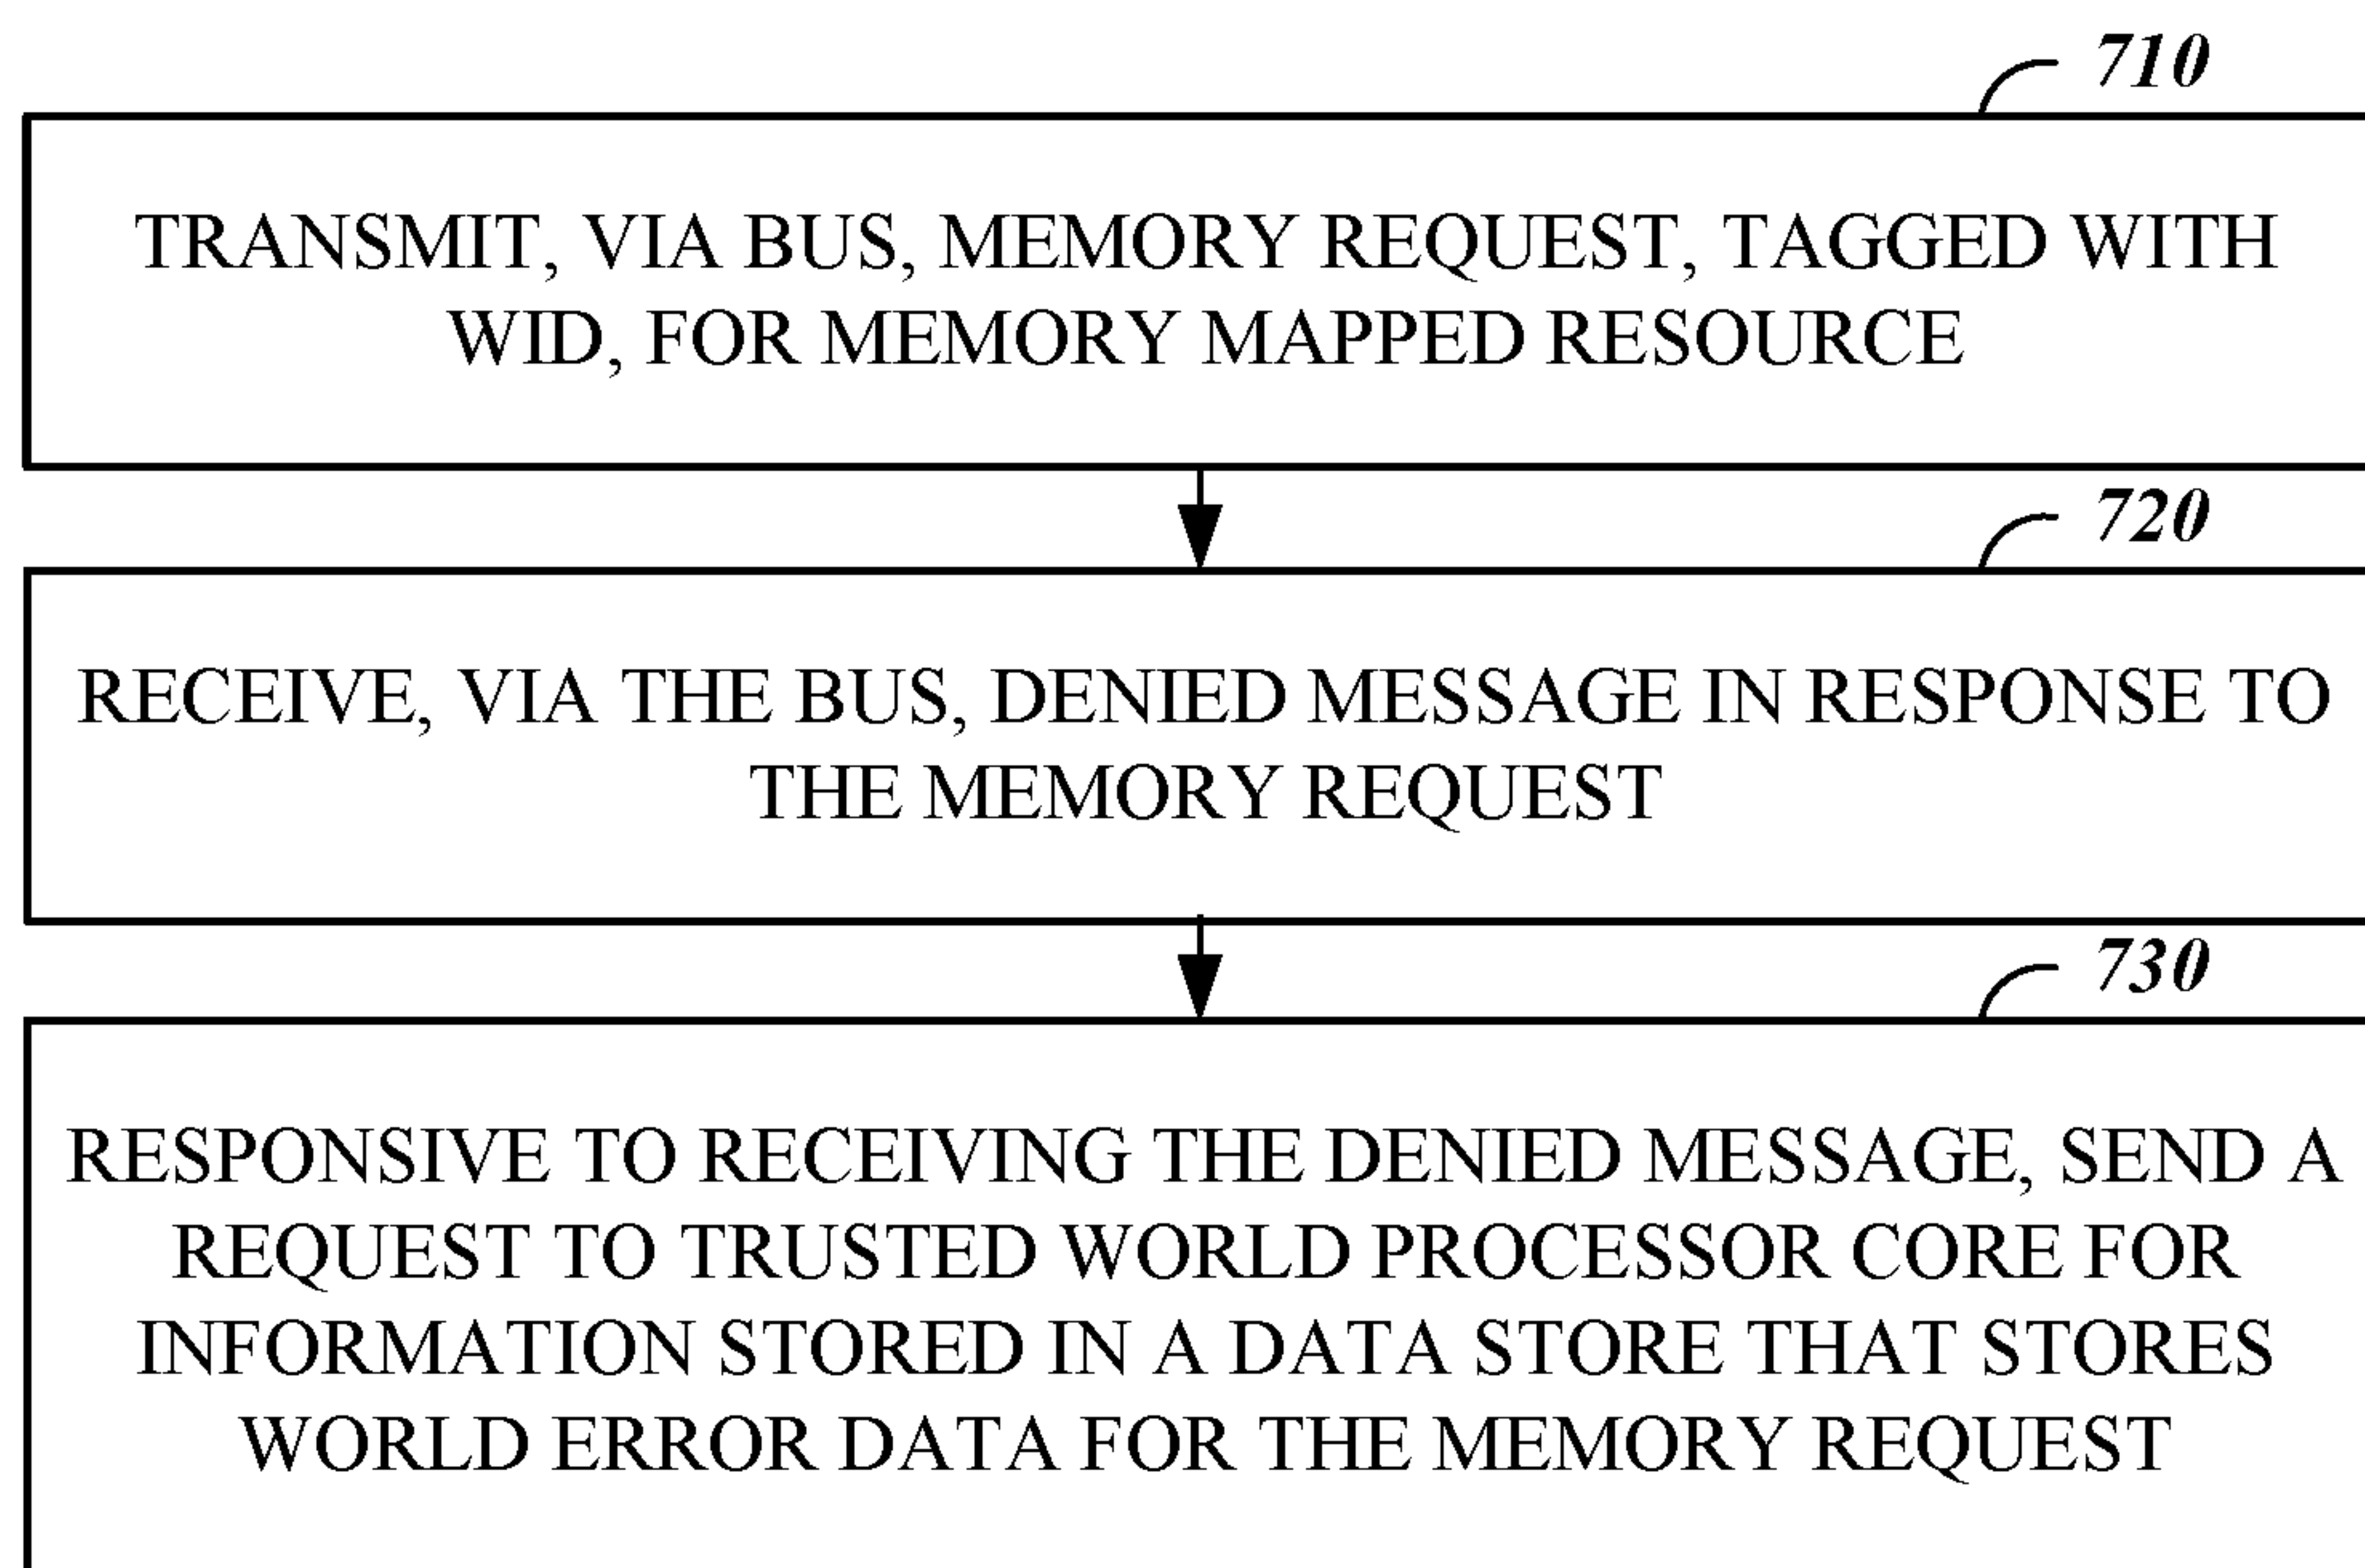 710
TRANSMIT, VIA BUS, MEMORY REQUEST, TAGGED WITH
WID, FOR MEMORY MAPPED RESOURCE
720
RECEIVE, VIA THE BUS, DENIED MESSAGE IN RESPONSE TO
THE MEMORY REQUEST
730
RESPONSIVE TO RECEIVING THE DENIED MESSAGE, SEND A
REQUEST TO TRUSTED WORLD PROCESSOR CORE FOR
INFORMATION STORED IN A DATA STORE THAT STORES
WORLD ERROR DATA FOR THE MEMORY REQUEST